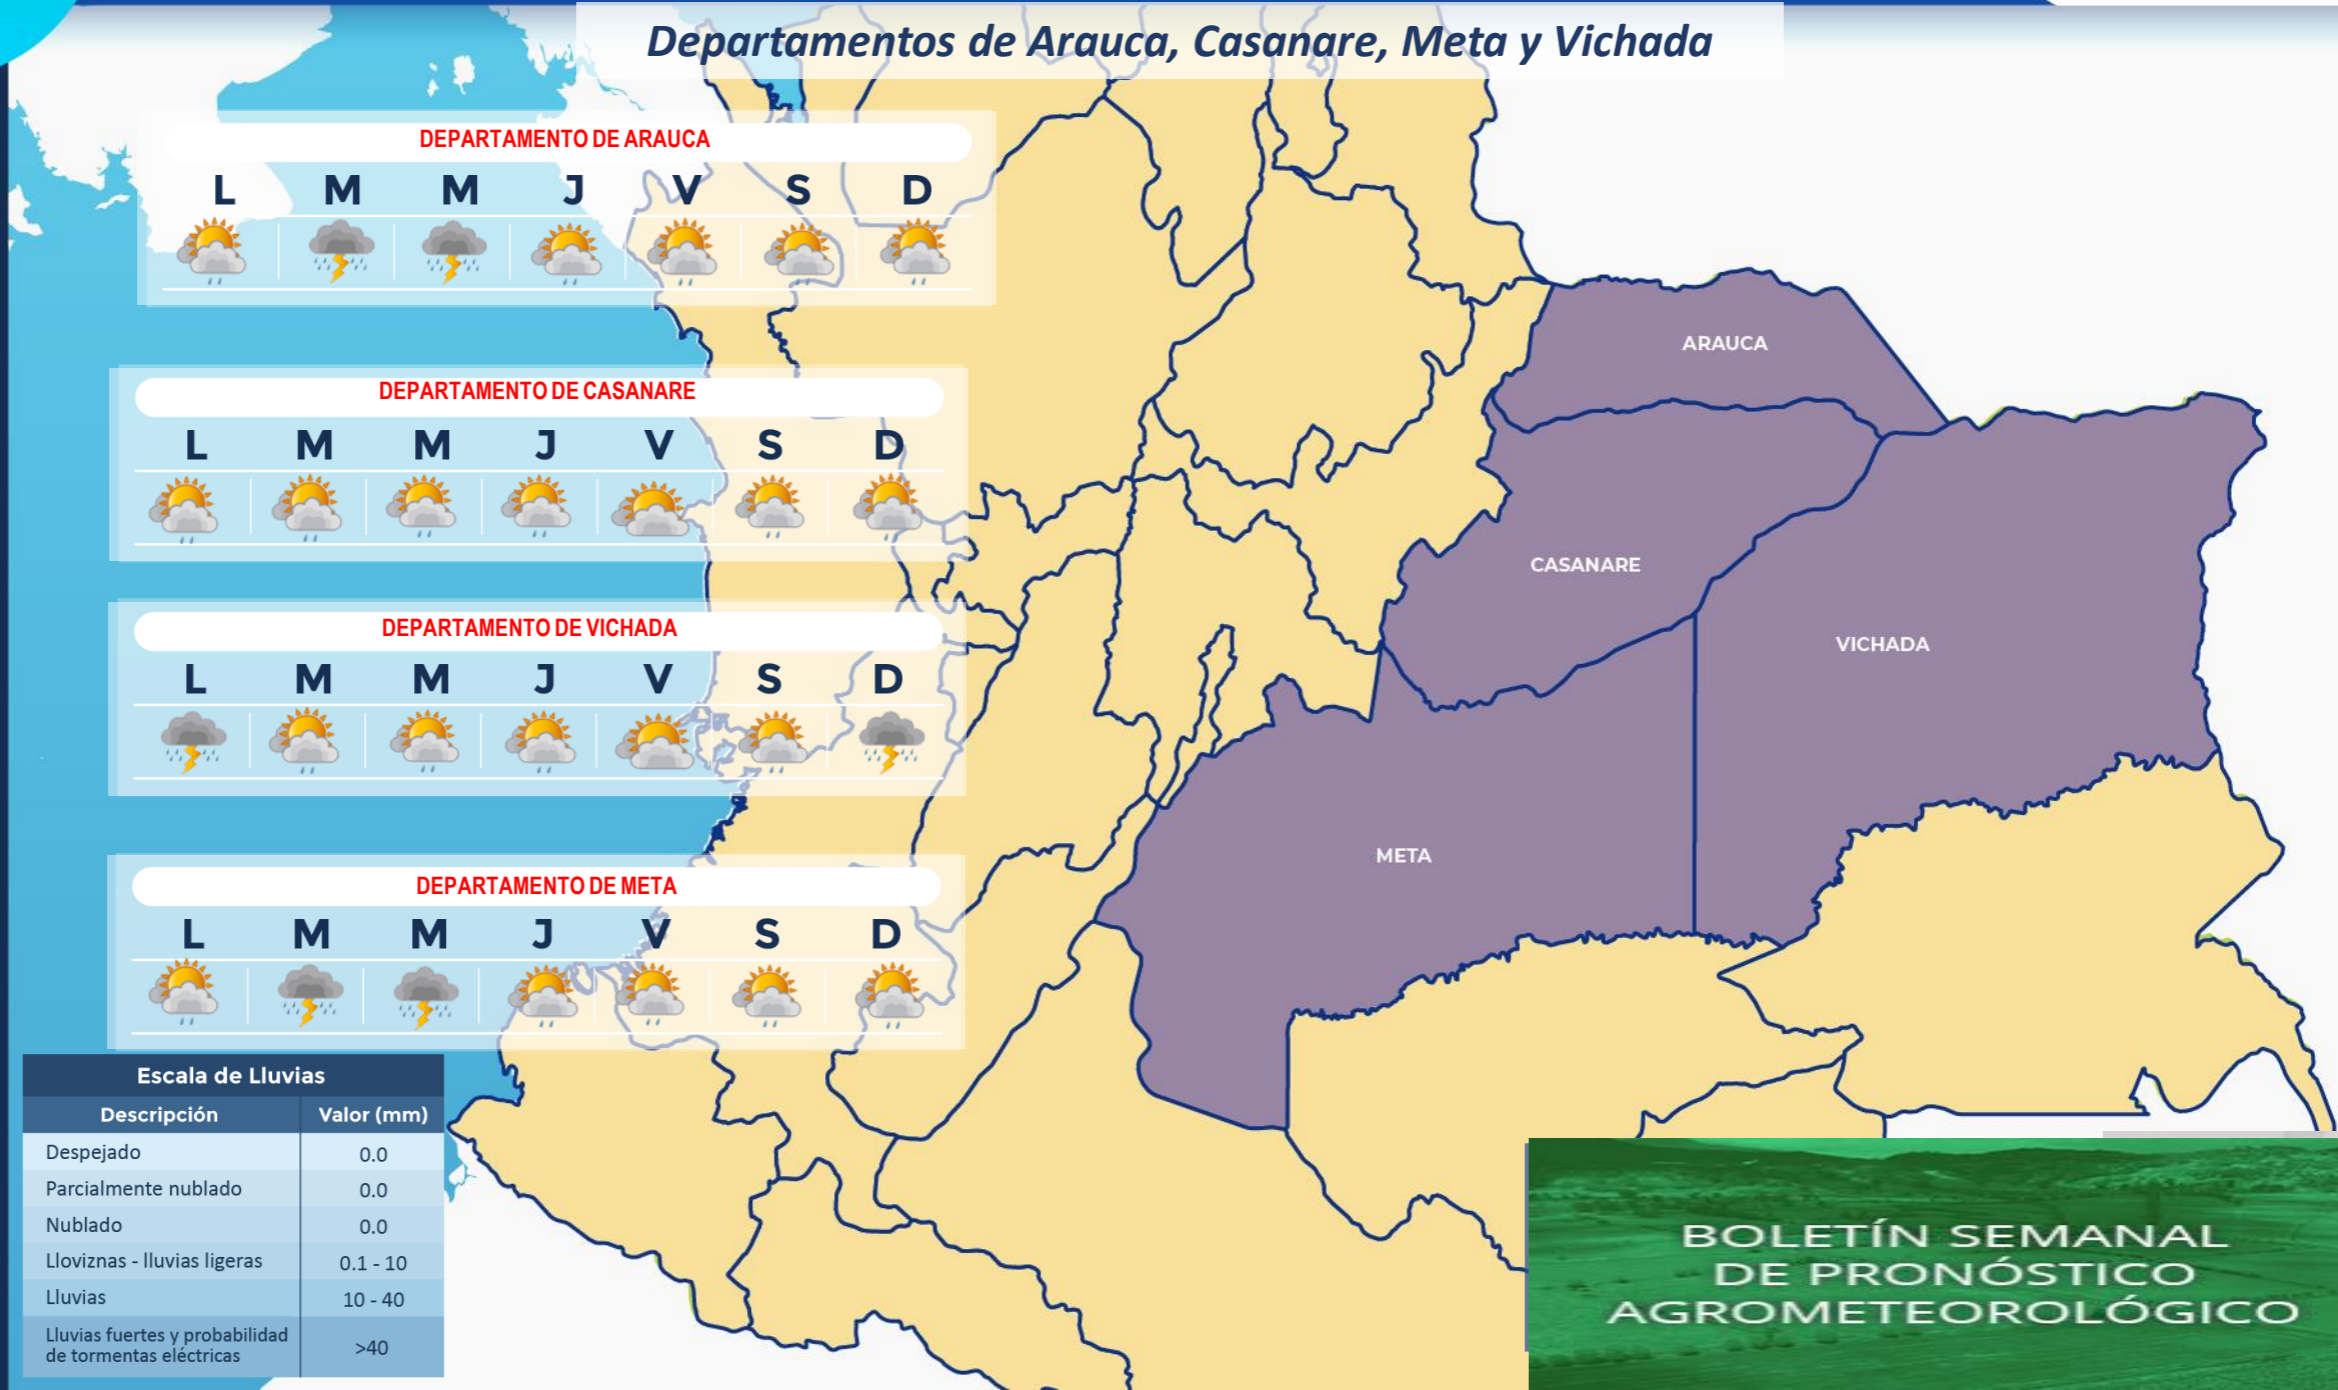 Departamentos de Arauca, Casanare, Meta y Vichada
DEPARTAMENTO DE ARAUCA
L M M J V S D
DEPARTAMENTO DE CASANARE
L M M J V S D
DEPARTAMENTO DE VICHADA
L M M J V S D
DEPARTAMENTO DE META
L M M J V S D
ARAUCA
CASANARE
VICHADA
META
Escala de Lluvias
Descripción Valor (mm)
Despejado 0.0
Parcialmente nublado 0.0
Nublado 0.0
Lloviznas - lluvias ligeras 0.1 - 10
Lluvias 10 - 40
Lluvias fuertes y probabilidad
de tormentas eléctricas >40
BOLETÍN SEMANAL
DE PRONÓSTICO
AGROMETEOROLÓGICO